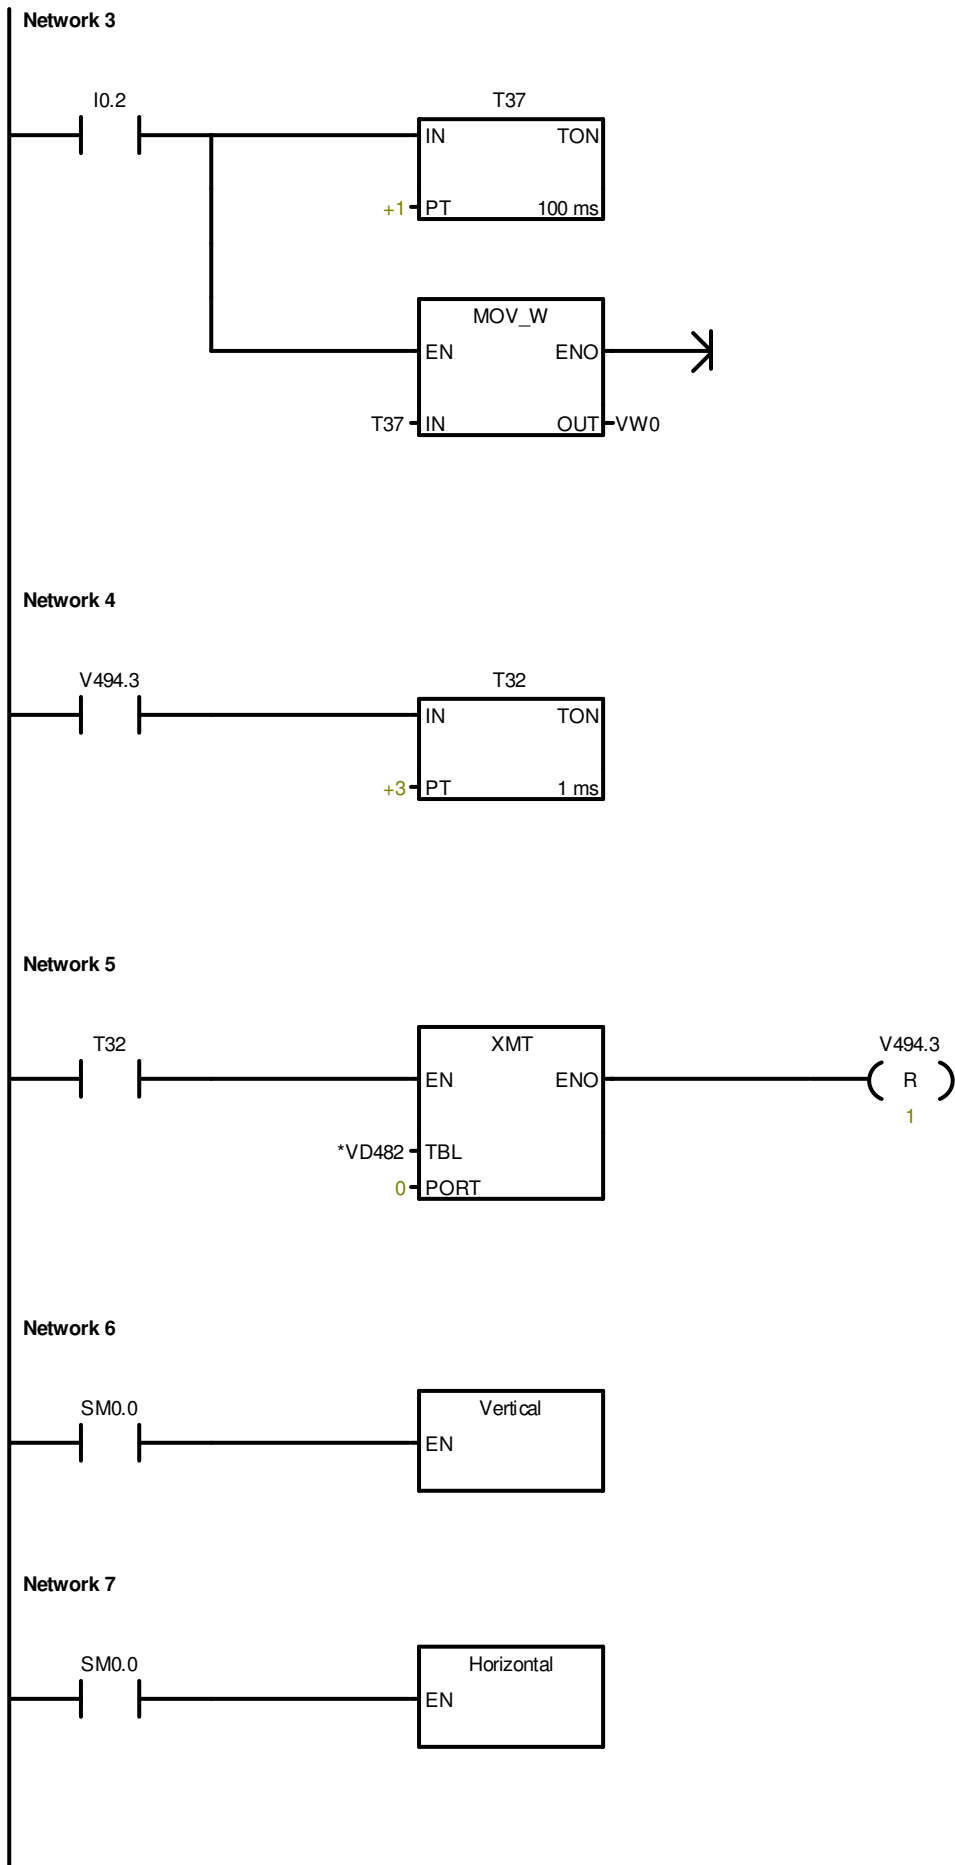 Network 3
I0.2
T37
IN TON
+1 PT 100 ms
MOV_W
EN ENO
T37 IN OUT VW0
Network 4
V494.3
T32
IN TON
+3 PT 1 ms
Network 5
T32
XMT
V494.3
EN ENO
R
1
*VD482 TBL
0 PORT
Network 6
SM0.0
Vertical
EN
Network 7
SM0.0
Horizontal
EN